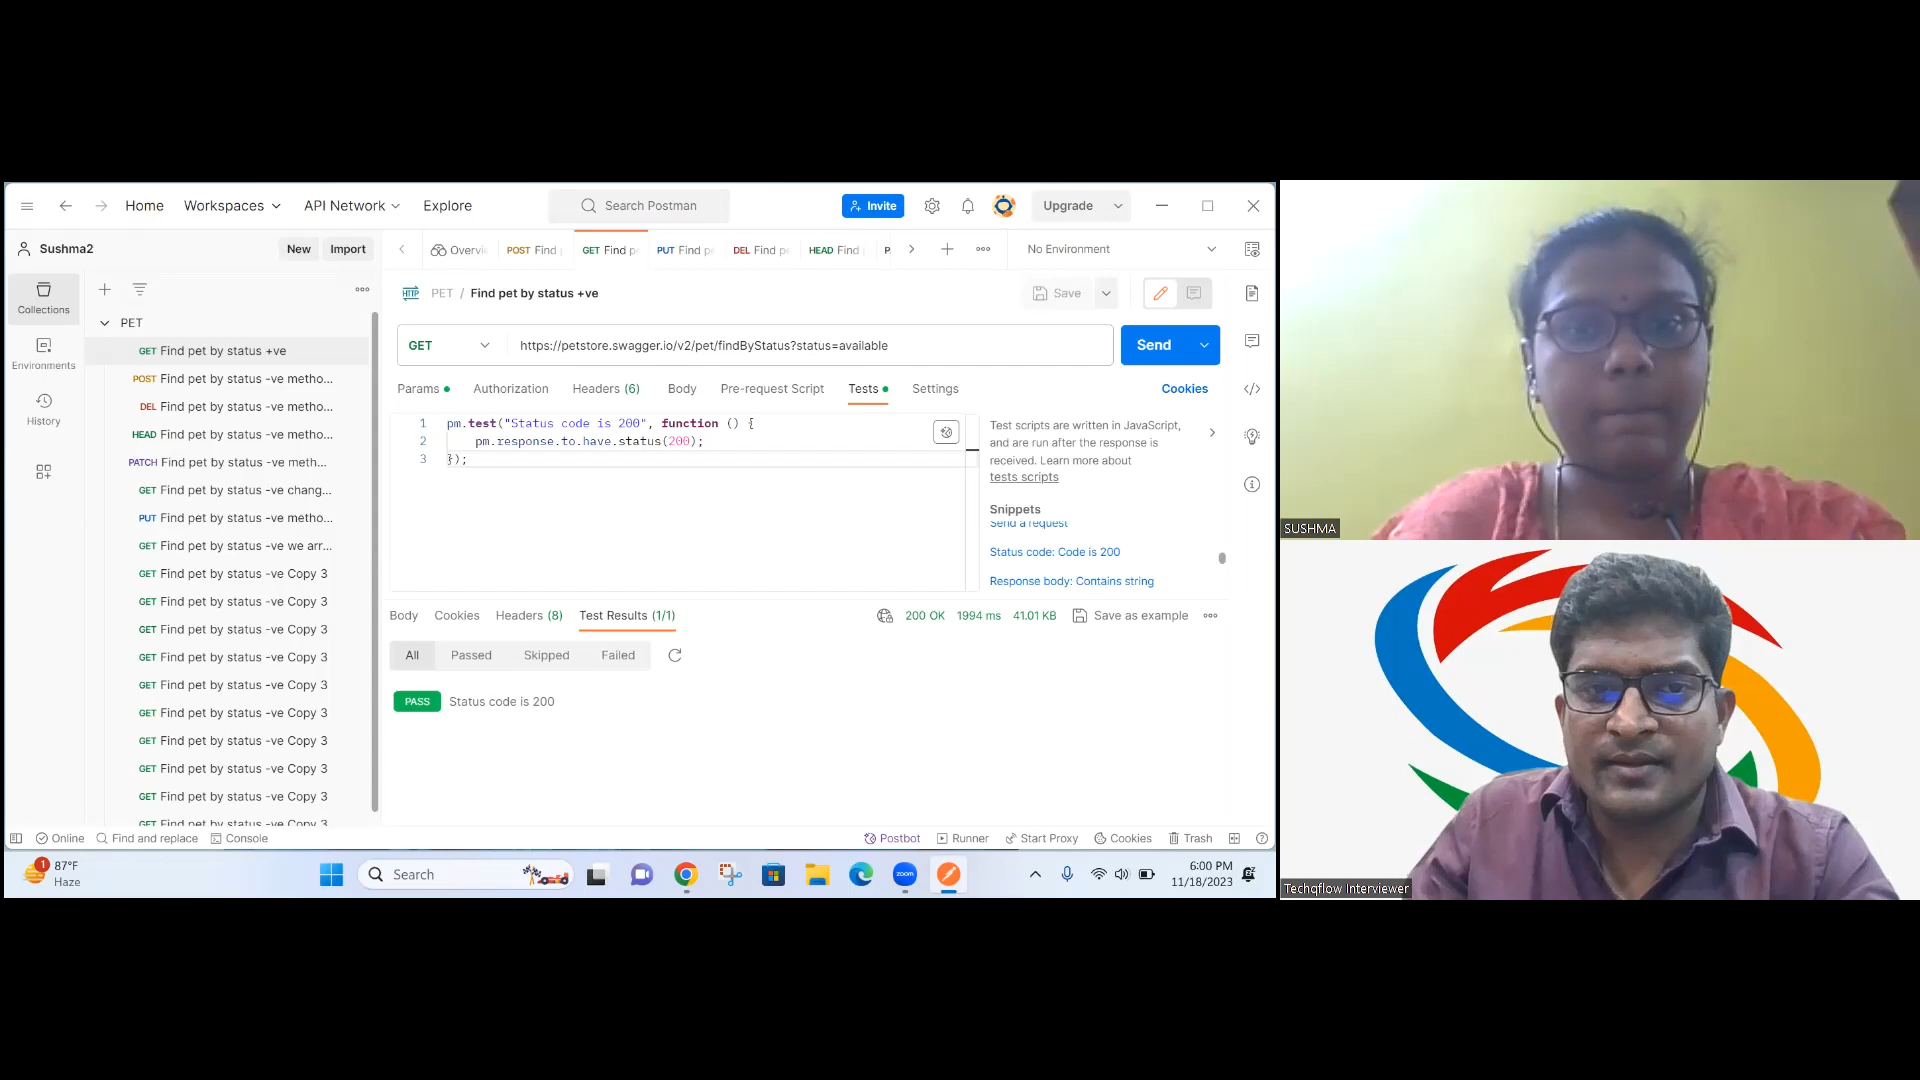 Home
Workspaces
API Network
Explore
Search Postman
Invite
Upgrade
Sushma2
New
Import
Overvi
POST Find
GET Find p
PUT Find p
DEL Find p
HEAD Find
No Environment
Collections
Environments
History
PET
GET Find pet by status +ve
POST Find pet by status -ve metho...
DEL Find pet by status -ve metho...
HEAD Find pet by status -ve metho...
PATCH Find pet by status -ve meth...
GET Find pet by status -ve chang...
PUT Find pet by status -ve metho...
GET Find pet by status -ve we arr...
GET Find pet by status -ve Copy 3
GET Find pet by status -ve Copy 3
GET Find pet by status -ve Copy 3
GET Find pet by status -ve Copy 3
GET Find pet by status -ve Copy 3
GET Find pet by status -ve Copy 3
GET Find pet by status -ve Copy 3
GET Find pet by status -ve Copy 3
GET Find pet by status -ve Copy 3
GET Find pet by status -ve Copy 3
HTTP PET / Find pet by status +ve
Save
GET
https://petstore.swagger.io/v2/pet/findByStatus?status=available
Send
Params
Authorization
Headers (6)
Body
Pre-request Script
Tests
Settings
Cookies
1 pm.test("Status code is 200", function () {
2 pm.response.to.have.status(200);
3 });
Test scripts are written in JavaScript,
and are run after the response is
received. Learn more about
tests scripts
Snippets
Send a request
Status code: Code is 200
Response body: Contains string
Body
Cookies
Headers (8)
Test Results (1/1)
200 OK
1994 ms
41.01 KB
Save as example
All
Passed
Skipped
Failed
PASS
Status code is 200
Online
Find and replace
Console
Postbot
Runner
Start Proxy
Cookies
Trash
1
87°F
Haze
Search
zoom
6:00 PM
11/18/2023
SUSHMA
Techqflow Interviewer